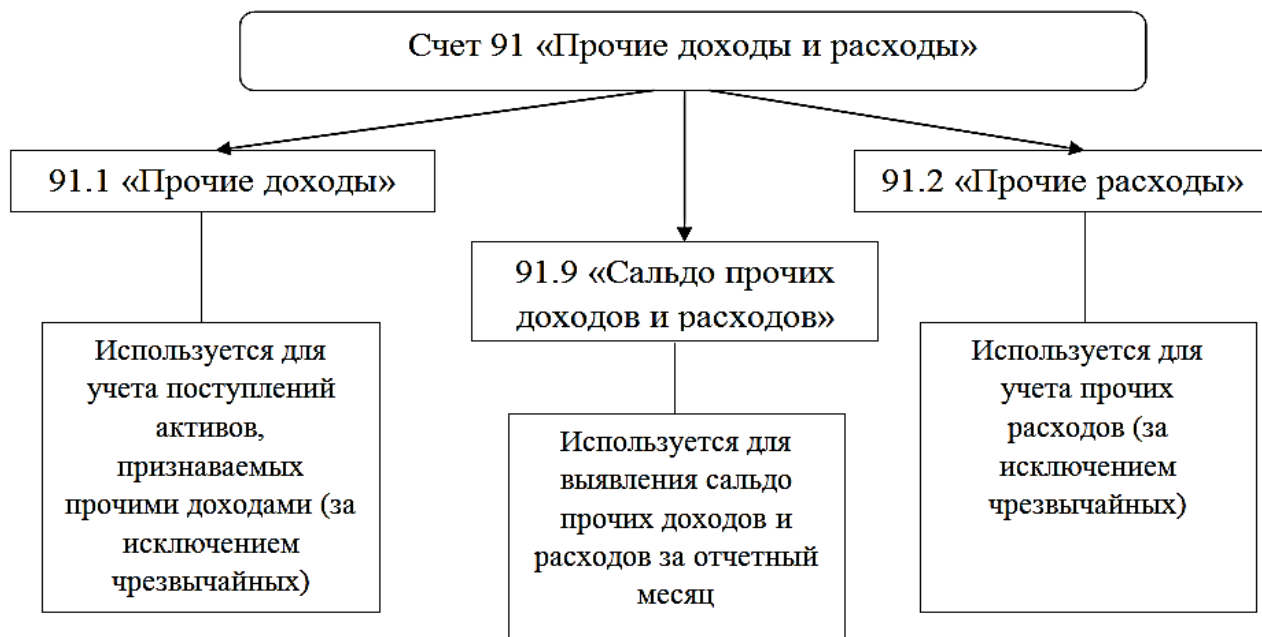 Счет 91 «Прочие доходы и расходы»
91.1 «Прочие доходы»
91.2 «Прочие расходы»
91.9 «Сальдо прочих
доходов и расходов»
Используется для
учета поступлений
активов,
признаваемых
прочими доходами (за
исключением
чрезвычайных)
Используется для
выявления сальдо
прочих доходов и
расходов за отчетный
месяц
Используется для
учета прочих
расходов (за
исключением
чрезвычайных)